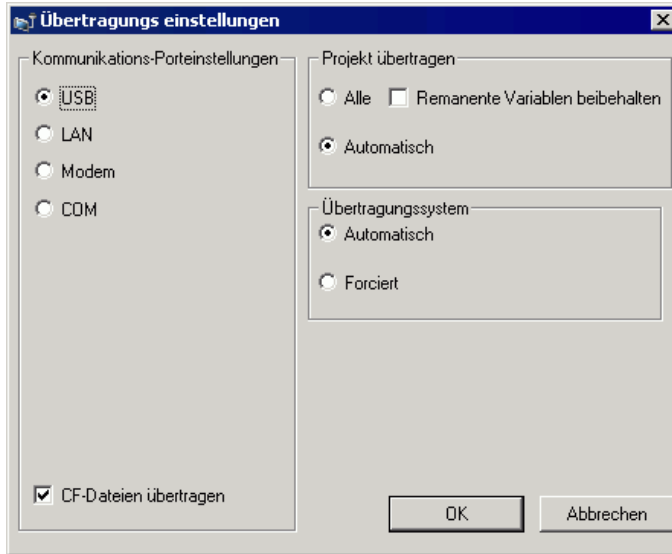 Übertragungs einstellungen
Kommunikations-Porteinstellungen
USB
LAN
Modem
COM
CF-Dateien übertragen
Projekt übertragen
Alle Remanente Variablen beibehalten
Automatisch
Übertragungssystem
Automatisch
Forciert
OK Abbrechen